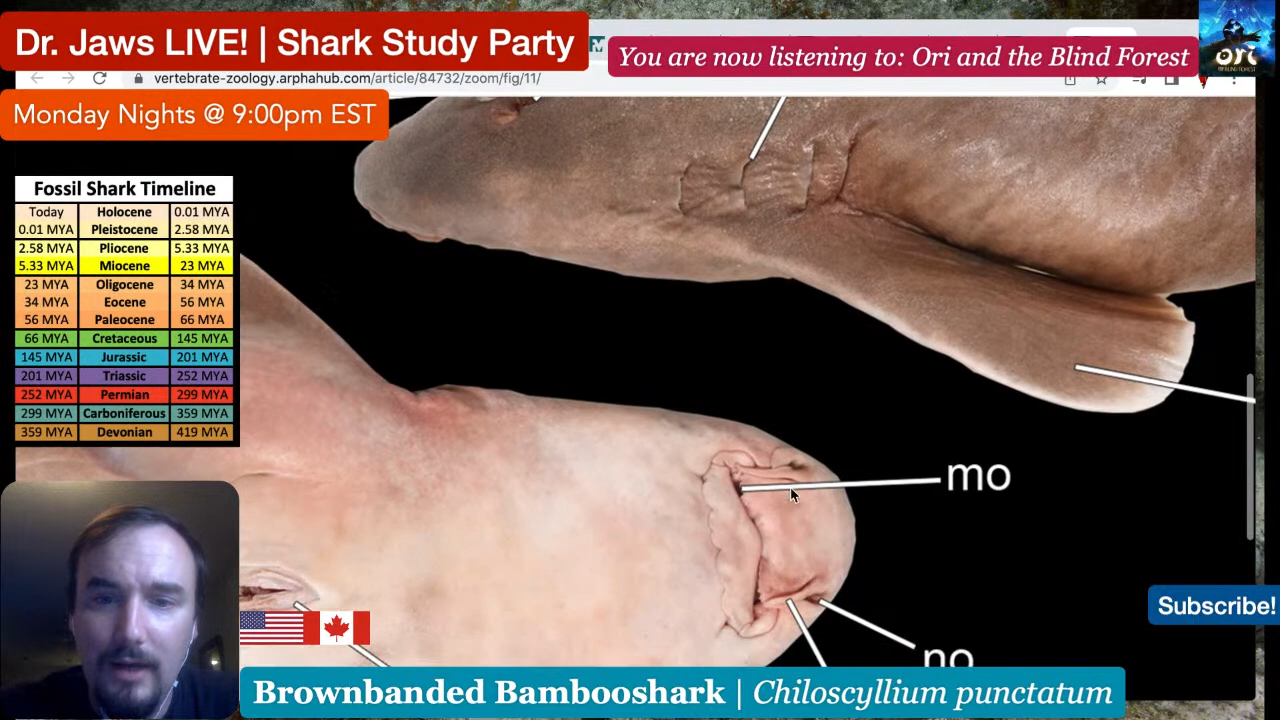 Dr. Jaws LIVE! | Shark Study Party
You are now listening to: Ori and the Blind Forest
ori
vertebrate-zoology.arphahub.com/article/84732/zoom/fig/11/
Monday Nights @ 9:00pm EST
Fossil Shark Timeline
Today Holocene 0.01 MYA
0.01 MYA Pleistocene 2.58 MYA
2.58 MYA Pliocene 5.33 MYA
5.33 MYA Miocene 23 MYA
23 MYA Oligocene 34 MYA
34 MYA Eocene 56 MYA
56 MYA Paleocene 66 MYA
66 MYA Cretaceous 145 MYA
145 MYA Jurassic 201 MYA
201 MYA Triassic 252 MYA
252 MYA Permian 299 MYA
299 MYA Carboniferous 359 MYA
359 MYA Devonian 419 MYA
mo
no
Subscribe!
Brownbanded Bambooshark | Chiloscyllium punctatum